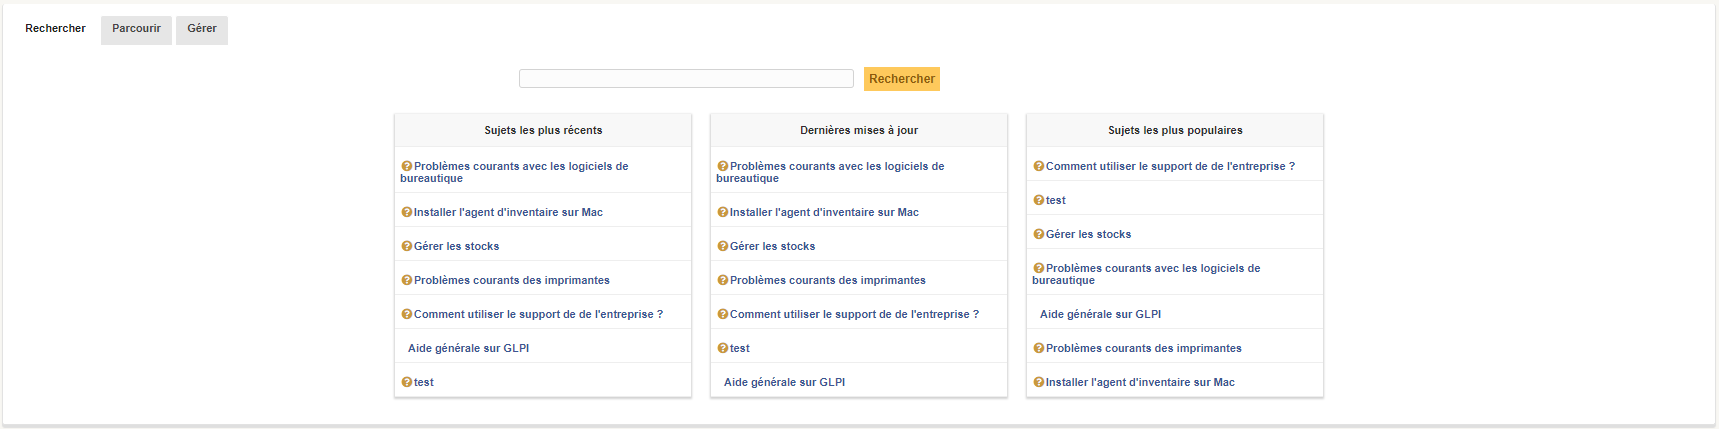 Rechercher
Parcourir
Gérer
Rechercher
Sujets les plus récents
Problèmes courants avec les logiciels de
bureautique
Installer l'agent d'inventaire sur Mac
Gérer les stocks
Problèmes courants des imprimantes
Comment utiliser le support de de l'entreprise ?
Aide générale sur GLPI
test
Dernières mises à jour
Problèmes courants avec les logiciels de
bureautique
Installer l'agent d'inventaire sur Mac
Gérer les stocks
Problèmes courants des imprimantes
Comment utiliser le support de de l'entreprise ?
test
Aide générale sur GLPI
Sujets les plus populaires
Comment utiliser le support de de l'entreprise ?
test
Gérer les stocks
Problèmes courants avec les logiciels de
bureautique
Aide générale sur GLPI
Problèmes courants des imprimantes
Installer l'agent d'inventaire sur Mac